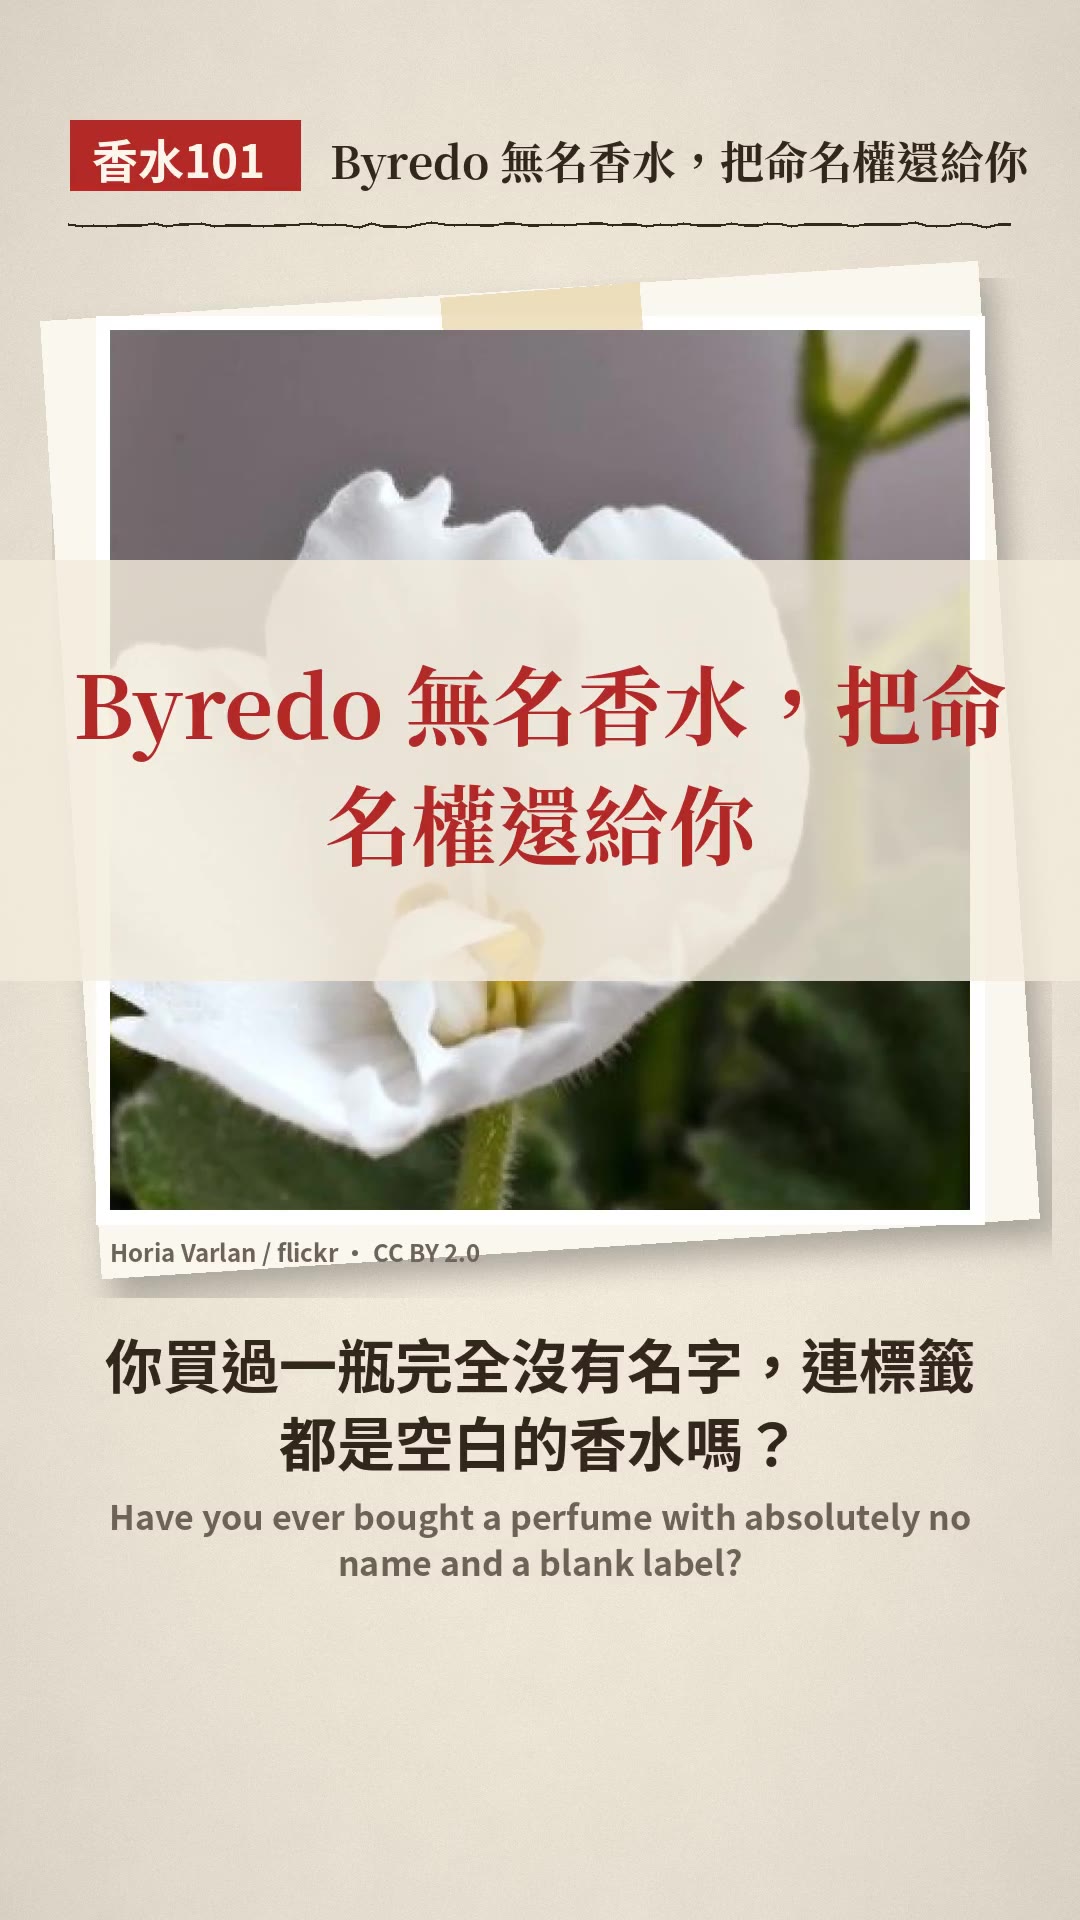 香水101
Byredo 無名香水，把命名權還給你
Byredo 無名香水，把命
名權還給你
Horia Varlan / flickr · CC BY 2.0
你買過一瓶完全沒有名字，連標籤
都是空白的香水嗎？
Have you ever bought a perfume with absolutely no
name and a blank label?